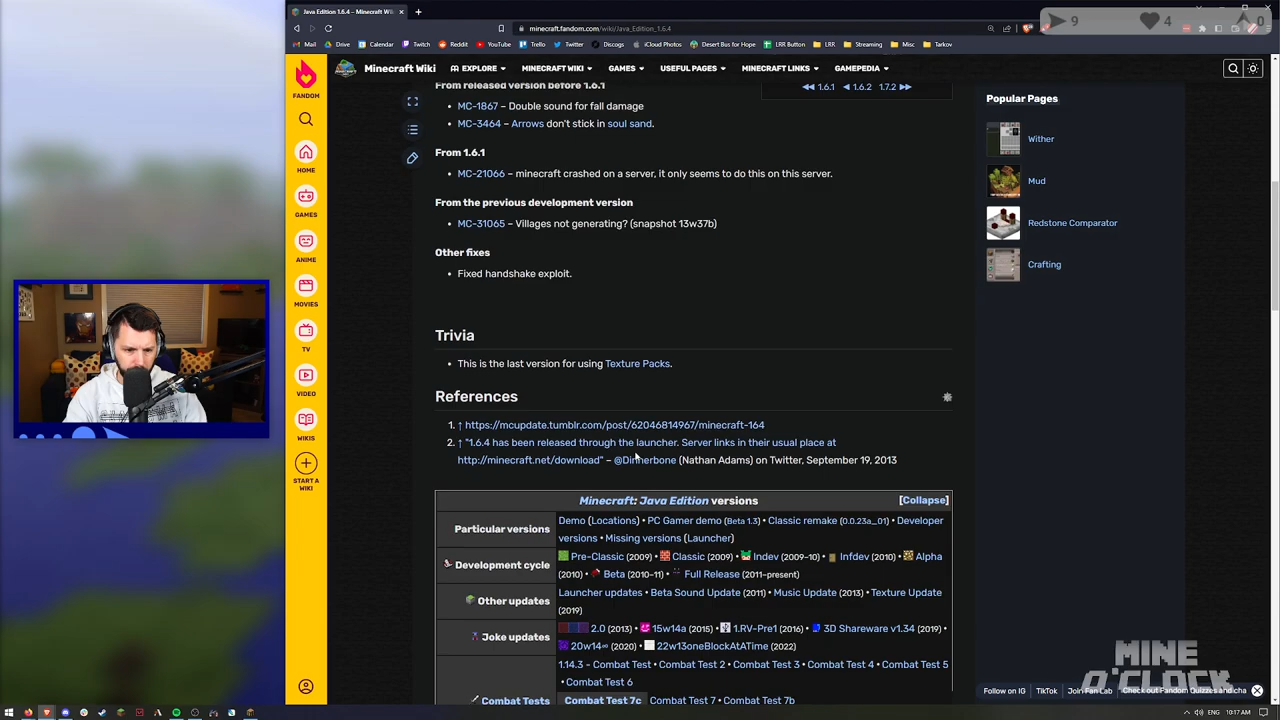 Java Edition 1.6.4 – Minecraft W
minecraft.fandom.com/wiki/Java_Edition_1.6.4
9 4 0
Mail Drive Calendar Twitch Reddit YouTube Trello Twitter Discogs iCloud Photos Desert Bus for Hope LRR Button LRR Streaming Misc Tarkov
FANDOM
Minecraft Wiki EXPLORE MINECRAFT WIKI GAMES USEFUL PAGES MINECRAFT LINKS GAMEPEDIA
HOME
GAMES
ANIME
MOVIES
TV
VIDEO
WIKIS
START A
WIKI
From released version before 1.6.1
1.6.1 1.6.2 1.7.2
MC-1867 – Double sound for fall damage
MC-3464 – Arrows don't stick in soul sand.
From 1.6.1
MC-21066 – minecraft crashed on a server, it only seems to do this on this server.
From the previous development version
MC-31065 – Villages not generating? (snapshot 13w37b)
Other fixes
Fixed handshake exploit.
Trivia
This is the last version for using Texture Packs.
References
1. ↑ https://mcupdate.tumblr.com/post/62046814967/minecraft-164
2. ↑ "1.6.4 has been released through the launcher. Server links in their usual place at
http://minecraft.net/download" – @Dinnerbone (Nathan Adams) on Twitter, September 19, 2013
Minecraft: Java Edition versions [Collapse]
Particular versions Demo (Locations) • PC Gamer demo (Beta 1.3) • Classic remake (0.0.23a_01) • Developer
versions • Missing versions (Launcher)
Development cycle Pre-Classic (2009) • Classic (2009) • Indev (2009–10) • Infdev (2010) • Alpha
(2010) • Beta (2010–11) • Full Release (2011–present)
Other updates Launcher updates • Beta Sound Update (2011) • Music Update (2013) • Texture Update
(2019)
Joke updates 2.0 (2013) • 15w14a (2015) • 1.RV-Pre1 (2016) • 3D Shareware v1.34 (2019) •
20w14∞ (2020) • 22w13oneBlockAtATime (2022)
Combat Tests 1.14.3 – Combat Test • Combat Test 2 • Combat Test 3 • Combat Test 4 • Combat Test 5
• Combat Test 6
Combat Test 7c Combat Test 7 • Combat Test 7b
Popular Pages
Wither
Mud
Redstone Comparator
Crafting
MINE
O'CLOCK
Follow on IG TikTok Join Fan Lab Check out Fandom Quizzes and cha
ENG 10:17 AM